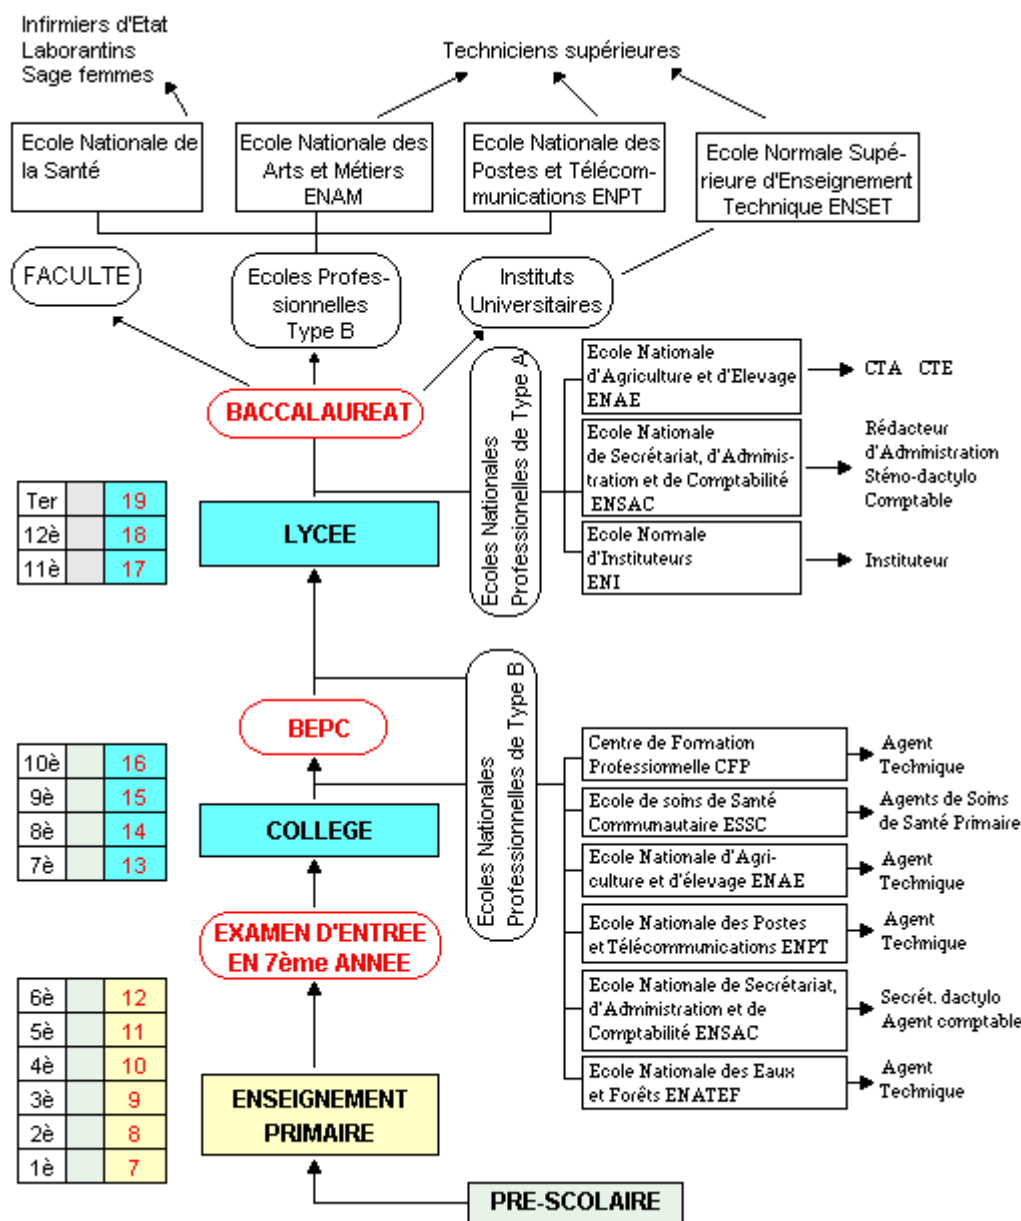 Infirmiers d'Etat
Laborantins
Sage femmes
Techniciens supérieures
Ecole Nationale de
la Santé
Ecole Nationale des
Arts et Métiers
ENAM
Ecole Nationale des
Postes et Télécom-
munications ENPT
Ecole Normale Supé-
rieure d'Enseignement
Technique ENSET
FACULTE
Ecoles Profes-
sionnelles
Type B
Instituts
Universitaires
BACCALAUREAT
Ecoles Nationales
Professionelles de Type A
Ecole Nationale
d'Agriculture et d'Elevage
ENAE
CTA CTE
Ecole Nationale
de Secrétariat, d'Adminis-
tration et de Comptabilité
ENSAC
Rédacteur
d'Administration
Sténo-dactylo
Comptable
Ecole Normale
d'Instituteurs
ENI
Instituteur
Ter 19
12è 18
11è 17
LYCEE
BEPC
Ecoles Nationales
Professionnelles de Type B
Centre de Formation
Professionnelle CFP
Agent
Technique
Ecole de soins de Santé
Communautaire ESSC
Agents de Soins
de Santé Primaire
Ecole Nationale d'Agri-
culture et d'élevage ENAE
Agent
Technique
Ecole Nationale des Postes
et Télécommunications ENPT
Agent
Technique
Ecole Nationale de Secrétariat,
d'Administration et de
Comptabilité ENSAC
Secrét. dactylo
Agent comptable
Ecole Nationale des Eaux
et Forêts ENATEF
Agent
Technique
10è 16
9è 15
8è 14
7è 13
COLLEGE
EXAMEN D'ENTREE
EN 7ème ANNEE
6è 12
5è 11
4è 10
3è 9
2è 8
1è 7
ENSEIGNEMENT
PRIMAIRE
PRE-SCOLAIRE